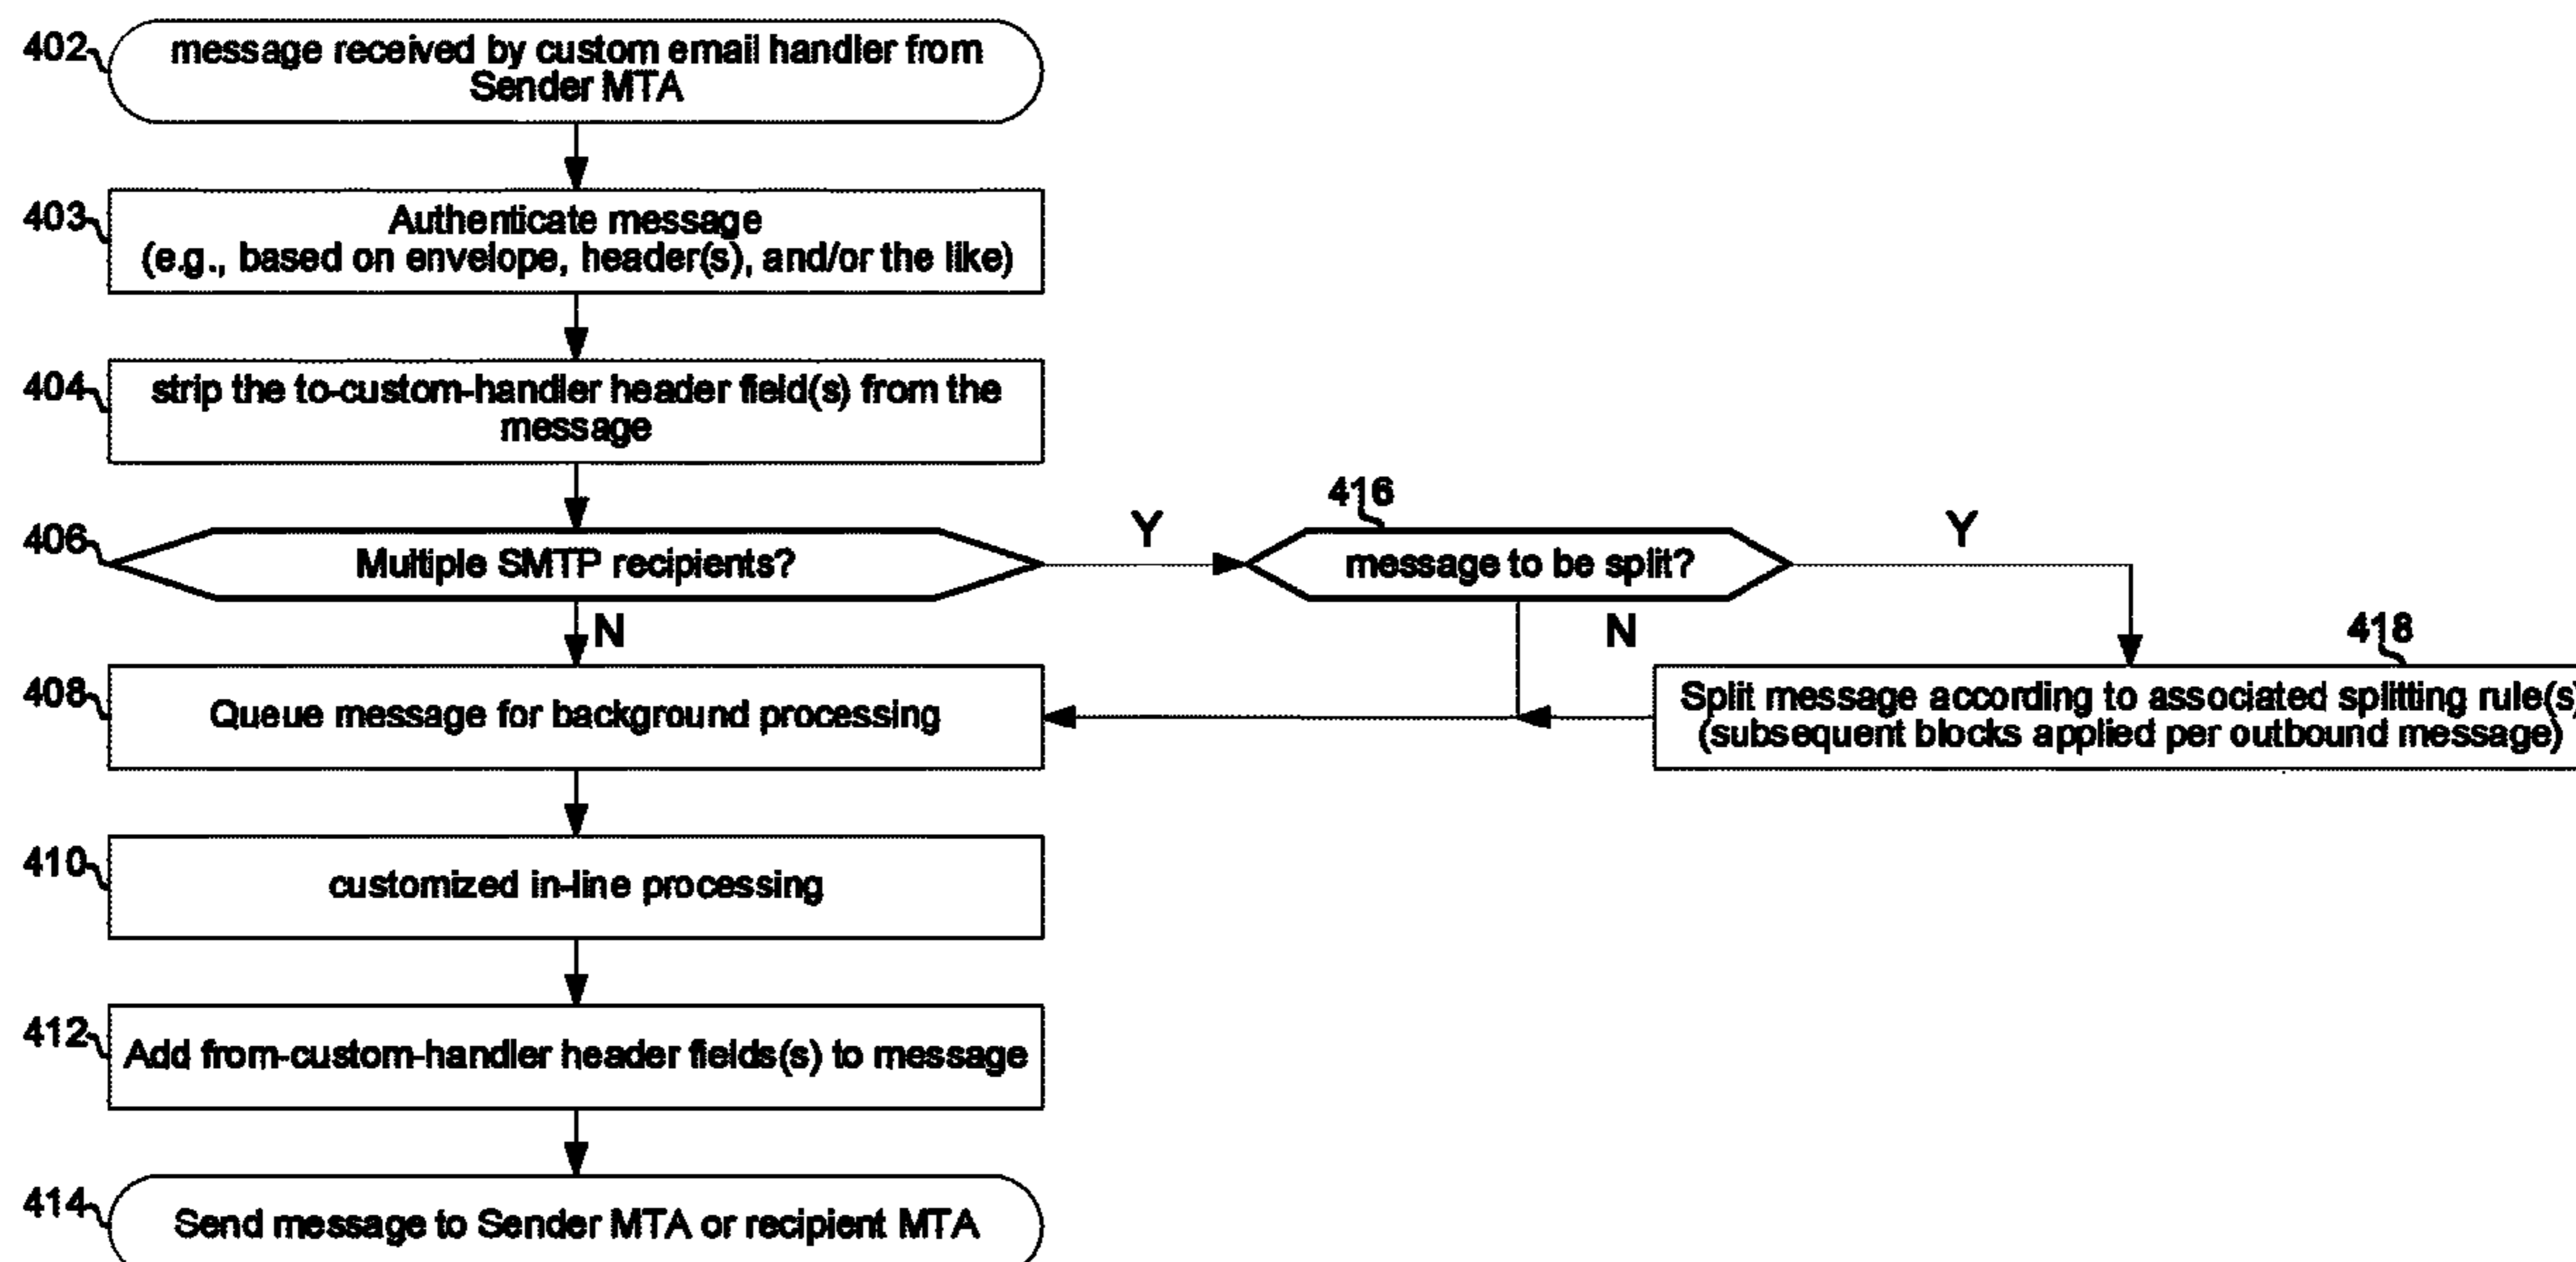 402
message received by custom email handler from
Sender MTA
403
Authenticate message
(e.g., based on envelope, header(s), and/or the like)
404
strip the to-custom-handler header field(s) from the
message
406
Multiple SMTP recipients?
Y
416
message to be split?
Y
N
N
408
Queue message for background processing
418
Split message according to associated splitting rule(s)
(subsequent blocks applied per outbound message)
410
customized in-line processing
412
Add from-custom-handler header fields(s) to message
414
Send message to Sender MTA or recipient MTA